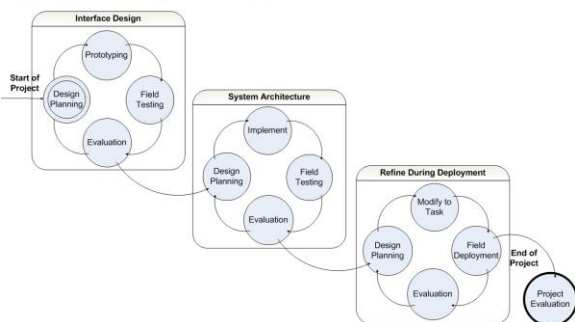 Interface Design
Prototyping
Start of
Project
Design
Planning
Field
Testing
Evaluation
System Architecture
Implement
Design
Planning
Field
Testing
Evaluation
Refine During Deployment
Modify to
Task
Design
Planning
Field
Deployment
Evaluation
End of
Project
Project
Evaluation